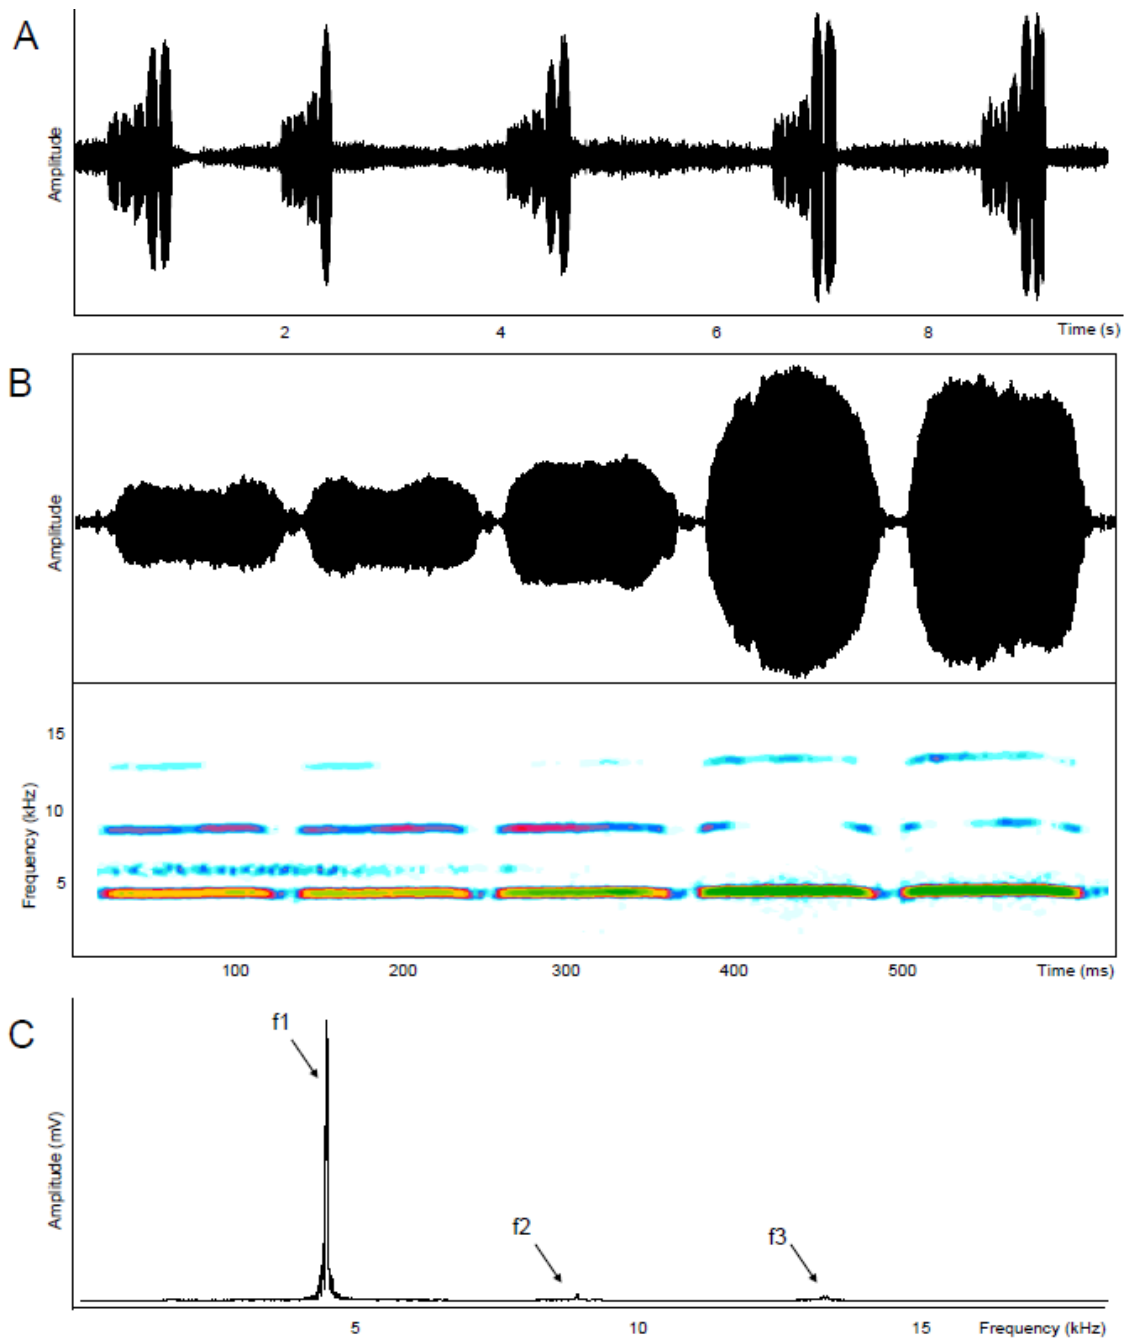 A
Amplitude
2 4 6 8 Time (s)
B
Amplitude
15
10
5
Frequency (kHz)
100 200 300 400 500 Time (ms)
C
f1
f2
f3
Amplitude (mV)
5 10 15 Frequency (kHz)